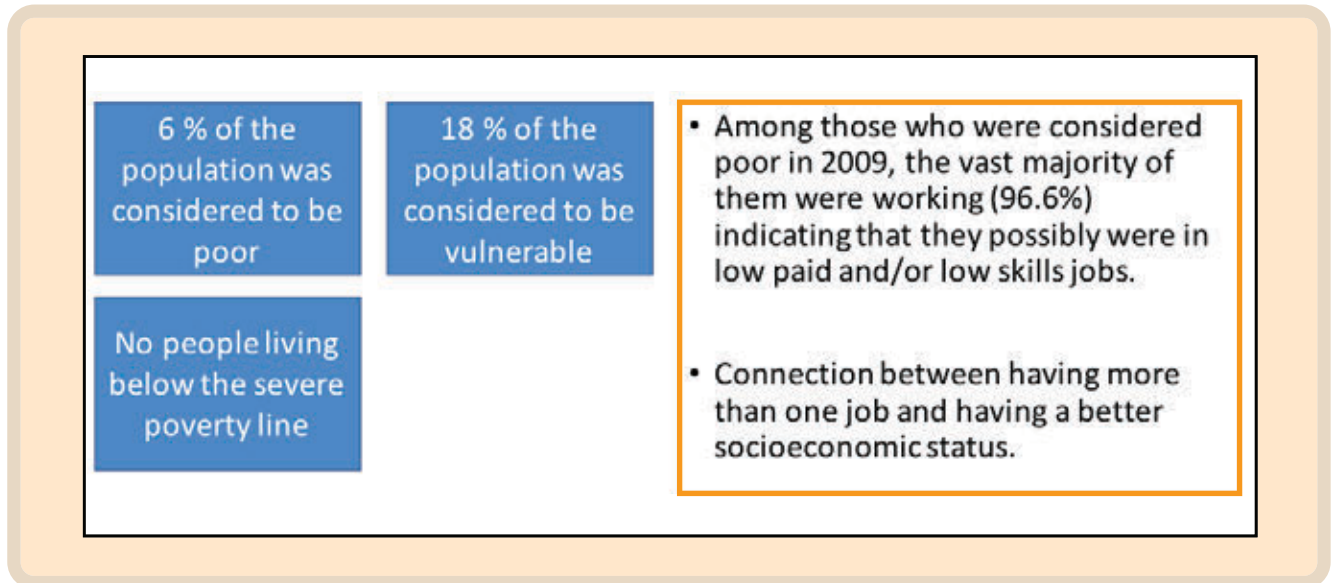 6 % of the
population was
considered to be
poor
18 % of the
population was
considered to be
vulnerable
No people living
below the severe
poverty line
• Among those who were considered
poor in 2009, the vast majority of
them were working (96.6%)
indicating that they possibly were in
low paid and/or low skills jobs.
• Connection between having more
than one job and having a better
socioeconomic status.